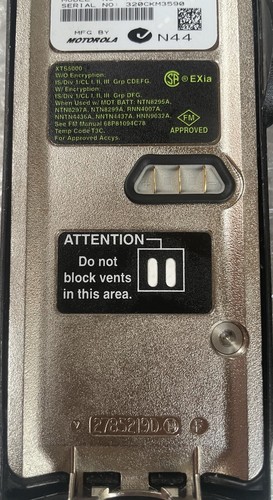 SERIAL NO: 320CKM3590
MFG BY
MOTOROLA
N44
XTS5000
W/O Encryption:
IS/Div 1/CL I, II, III Grp CDEFG.
W/Encryption:
IS/Div 1/CL I, II, III Grp DFG.
When Used w/ MOT BATT: NTN8295A,
NTN8297A, NTN8299A, RNN4007A,
NNTN4436A, NNTN4437A, HNN9032A.
See FM Manual 68P81094C78
Temp Code T3C.
For Approved Accys.
SA ® EXia
FM
APPROVED
ATTENTION
Do not
block vents
in this area.
2785219D H F